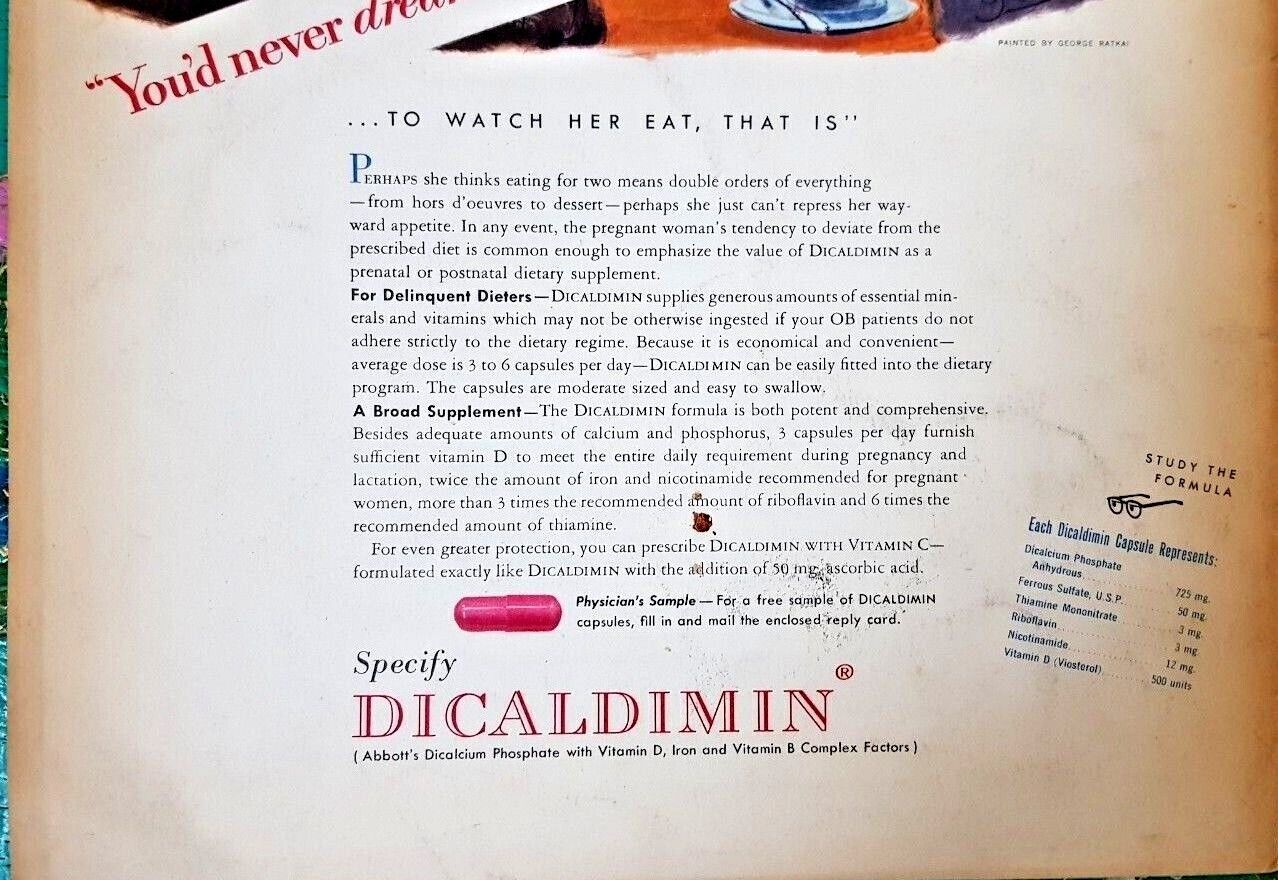 “You'd never
PAINTED BY GEORGE RATKAI
...TO WATCH HER EAT, THAT IS”
PERHAPS she thinks eating for two means double orders of everything
—from hors d'oeuvres to dessert—perhaps she just can't repress her way-
ward appetite. In any event, the pregnant woman's tendency to deviate from the
prescribed diet is common enough to emphasize the value of DICALDIMIN as a
prenatal or postnatal dietary supplement.
For Delinquent Dieters—DICALDIMIN supplies generous amounts of essential min-
erals and vitamins which may not be otherwise ingested if your OB patients do not
adhere strictly to the dietary regime. Because it is economical and convenient—
average dose is 3 to 6 capsules per day—DICALDIMIN can be easily fitted into the dietary
program. The capsules are moderate sized and easy to swallow.
A Broad Supplement—The DICALDIMIN formula is both potent and comprehensive.
Besides adequate amounts of calcium and phosphorus, 3 capsules per day furnish
sufficient vitamin D to meet the entire daily requirement during pregnancy and
lactation, twice the amount of iron and nicotinamide recommended for pregnant
women, more than 3 times the recommended amount of riboflavin and 6 times the
recommended amount of thiamine.
For even greater protection, you can prescribe DICALDIMIN WITH VITAMIN C—
formulated exactly like DICALDIMIN with the addition of 50 mg. ascorbic acid.
Physician's Sample—For a free sample of DICALDIMIN
capsules, fill in and mail the enclosed reply card.
Specify
DICALDIMIN®
(Abbott's Dicalcium Phosphate with Vitamin D, Iron and Vitamin B Complex Factors)
STUDY THE
FORMULA
Each Dicaldimin Capsule Represents:
Dicalcium Phosphate
Anhydrous 725 mg.
Ferrous Sulfate, U.S.P. 50 mg.
Thiamine Mononitrate 3 mg.
Riboflavin 3 mg.
Nicotinamide 12 mg.
Vitamin D (Viosterol) 500 units